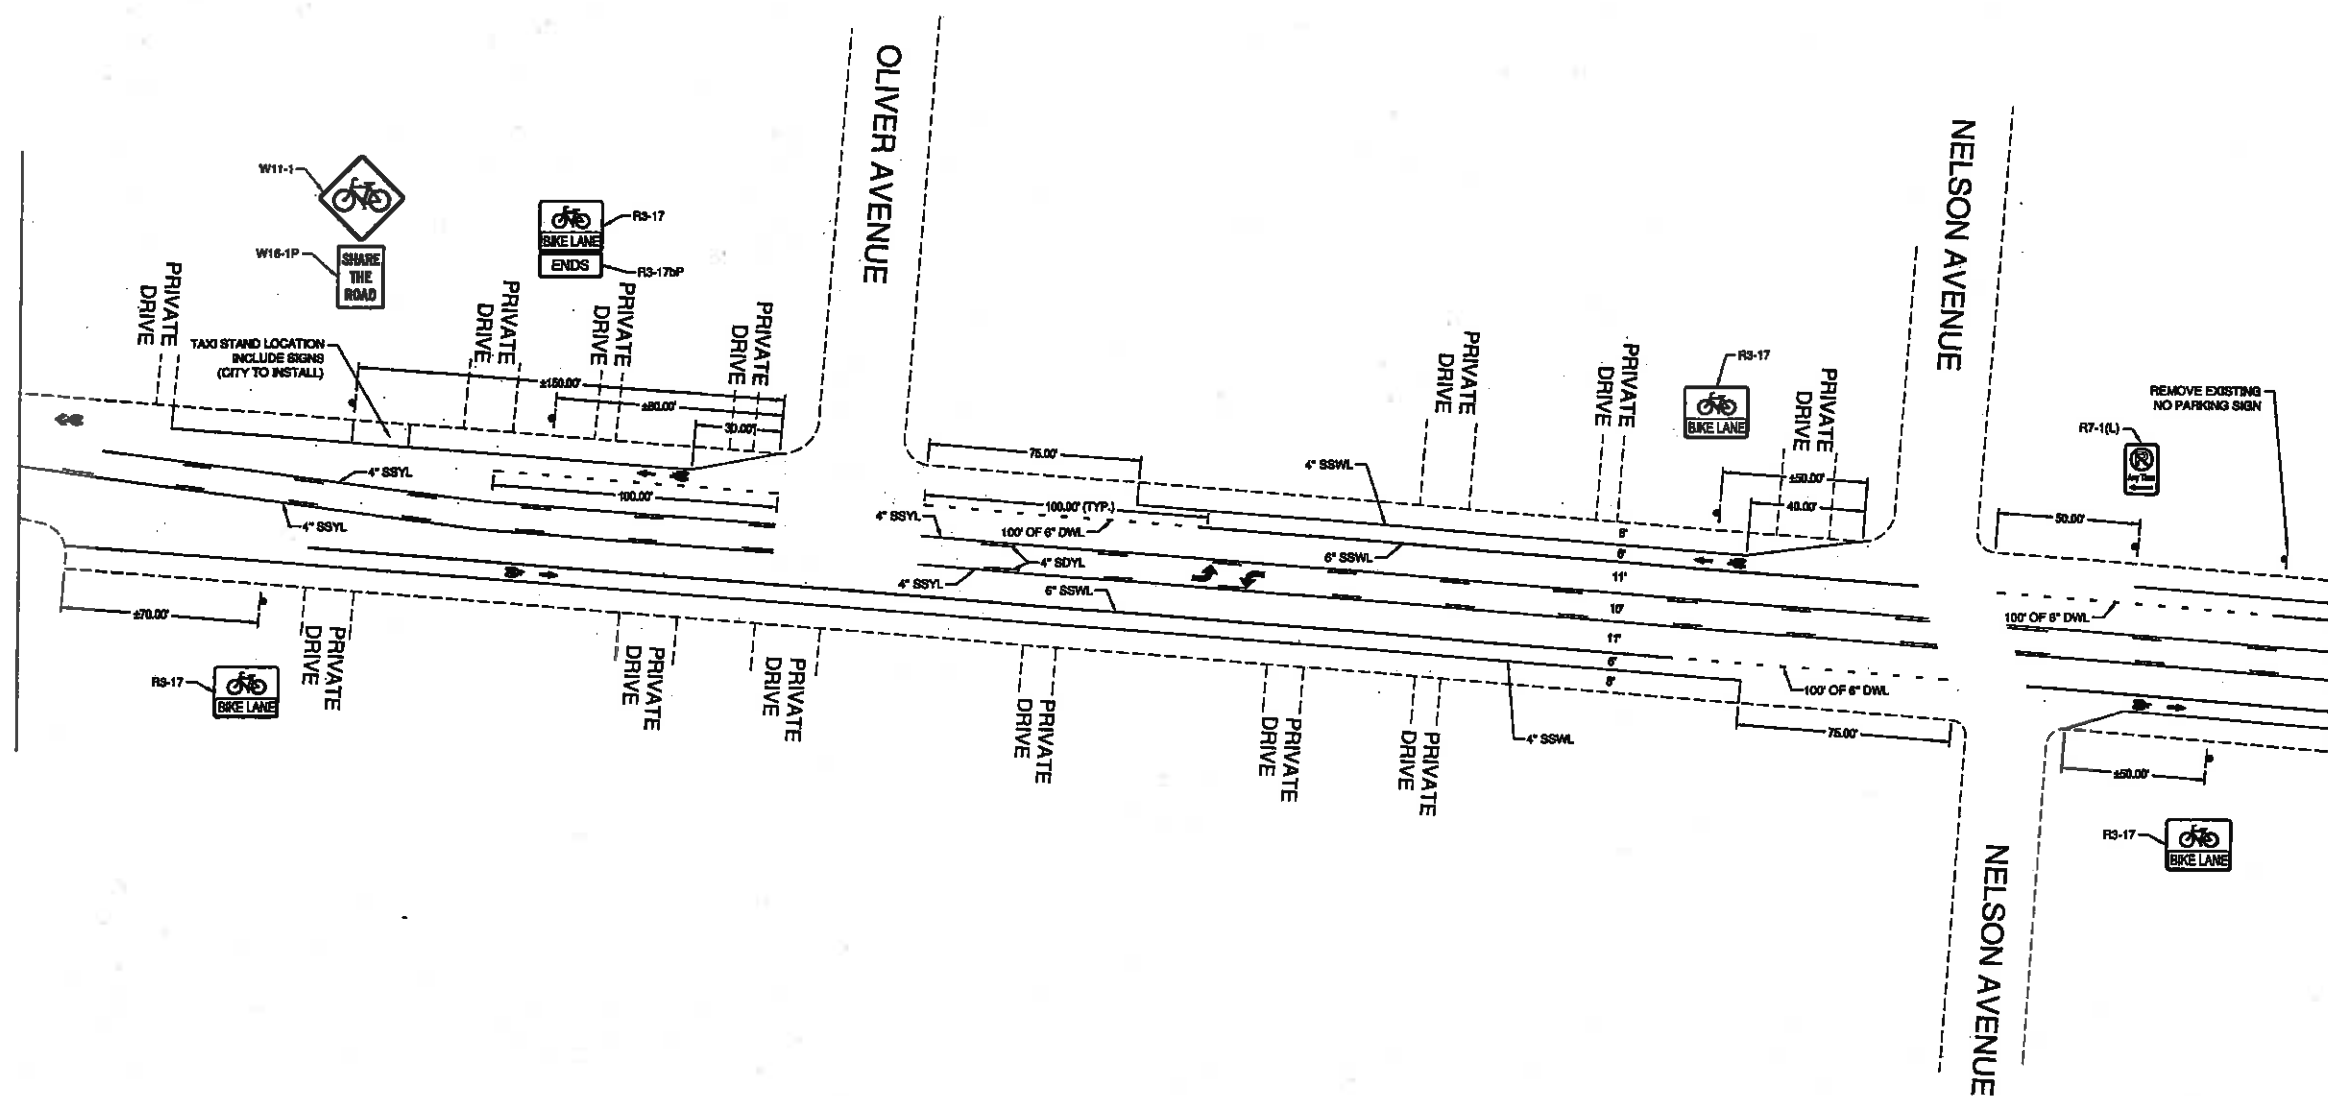 OLIVER AVENUE
NELSON AVENUE
W11-1
W16-1P
SHARE
THE
ROAD
BIKE LANE
ENDS
R3-17
R3-17bP
PRIVATE
DRIVE
PRIVATE
DRIVE
PRIVATE
DRIVE
PRIVATE
DRIVE
TAXI STAND LOCATION
INCLUDE SIGNS
(CITY TO INSTALL)
±150.00'
±80.00'
30.00'
4" SSYL
100.00'
4" SSYL
75.00'
100.00' (TYP.)
4" SSYL
100' OF 6" DWL
4" SDYL
4" SSYL
6" SSWL
4" SSWL
6" SSWL
PRIVATE
DRIVE
PRIVATE
DRIVE
PRIVATE
DRIVE
R3-17
BIKE LANE
±50.00'
40.00'
8'
6'
11'
10'
11'
6'
8'
REMOVE EXISTING
NO PARKING SIGN
R7-1(L)
Any Time
50.00'
100' OF 6" DWL
100' OF 6" DWL
75.00'
4" SSWL
±50.00'
R3-17
BIKE LANE
±70.00'
R3-17
BIKE LANE
PRIVATE
DRIVE
PRIVATE
DRIVE
PRIVATE
DRIVE
PRIVATE
DRIVE
PRIVATE
DRIVE
PRIVATE
DRIVE
NELSON AVENUE